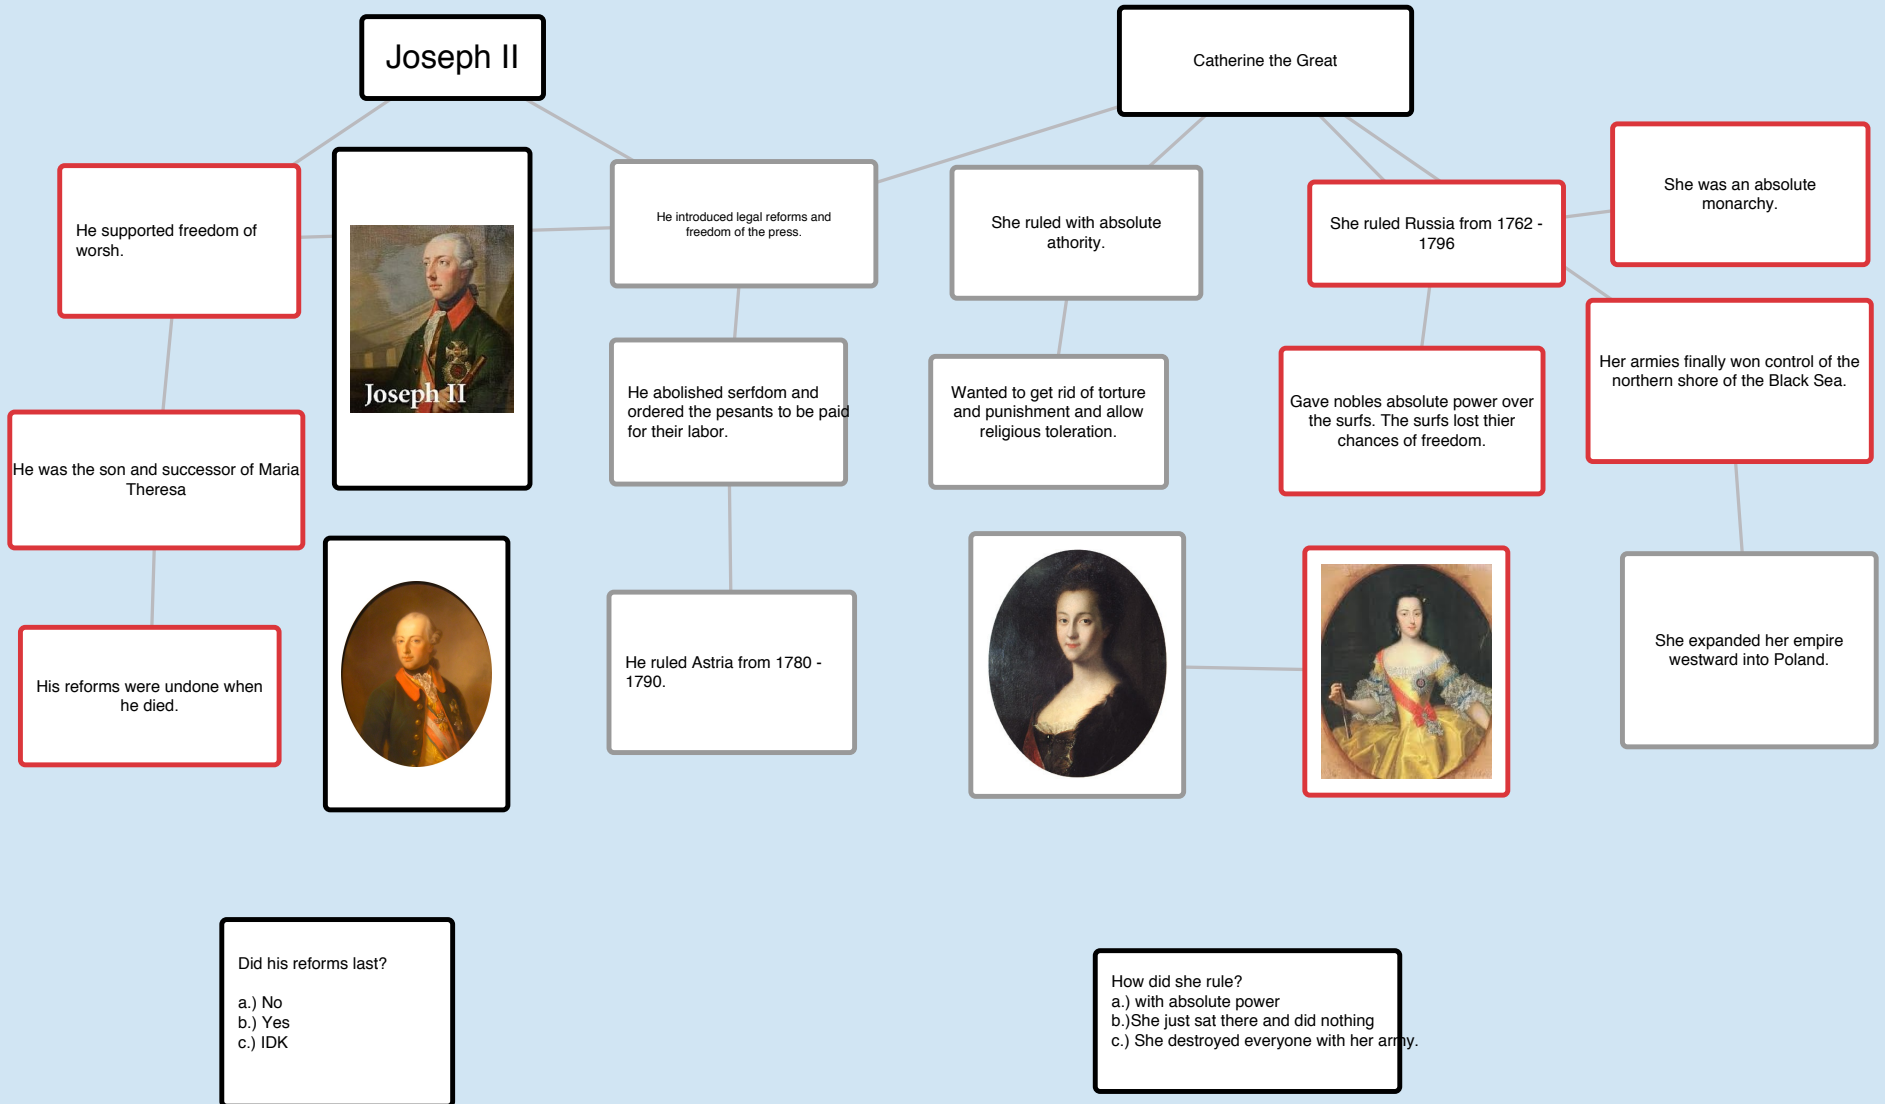 Joseph II
Catherine the Great
He supported freedom of
worsh.
Joseph II
He introduced legal reforms and
freedom of the press.
She ruled with absolute
athority.
She ruled Russia from 1762 -
1796
She was an absolute
monarchy.
He was the son and successor of Maria
Theresa
He abolished serfdom and
ordered the pesants to be paid
for their labor.
Wanted to get rid of torture
and punishment and allow
religious toleration.
Gave nobles absolute power over
the surfs. The surfs lost thier
chances of freedom.
Her armies finally won control of the
northern shore of the Black Sea.
His reforms were undone when
he died.
He ruled Astria from 1780 -
1790.
She expanded her empire
westward into Poland.
Did his reforms last?
a.) No
b.) Yes
c.) IDK
How did she rule?
a.) with absolute power
b.)She just sat there and did nothing
c.) She destroyed everyone with her army.